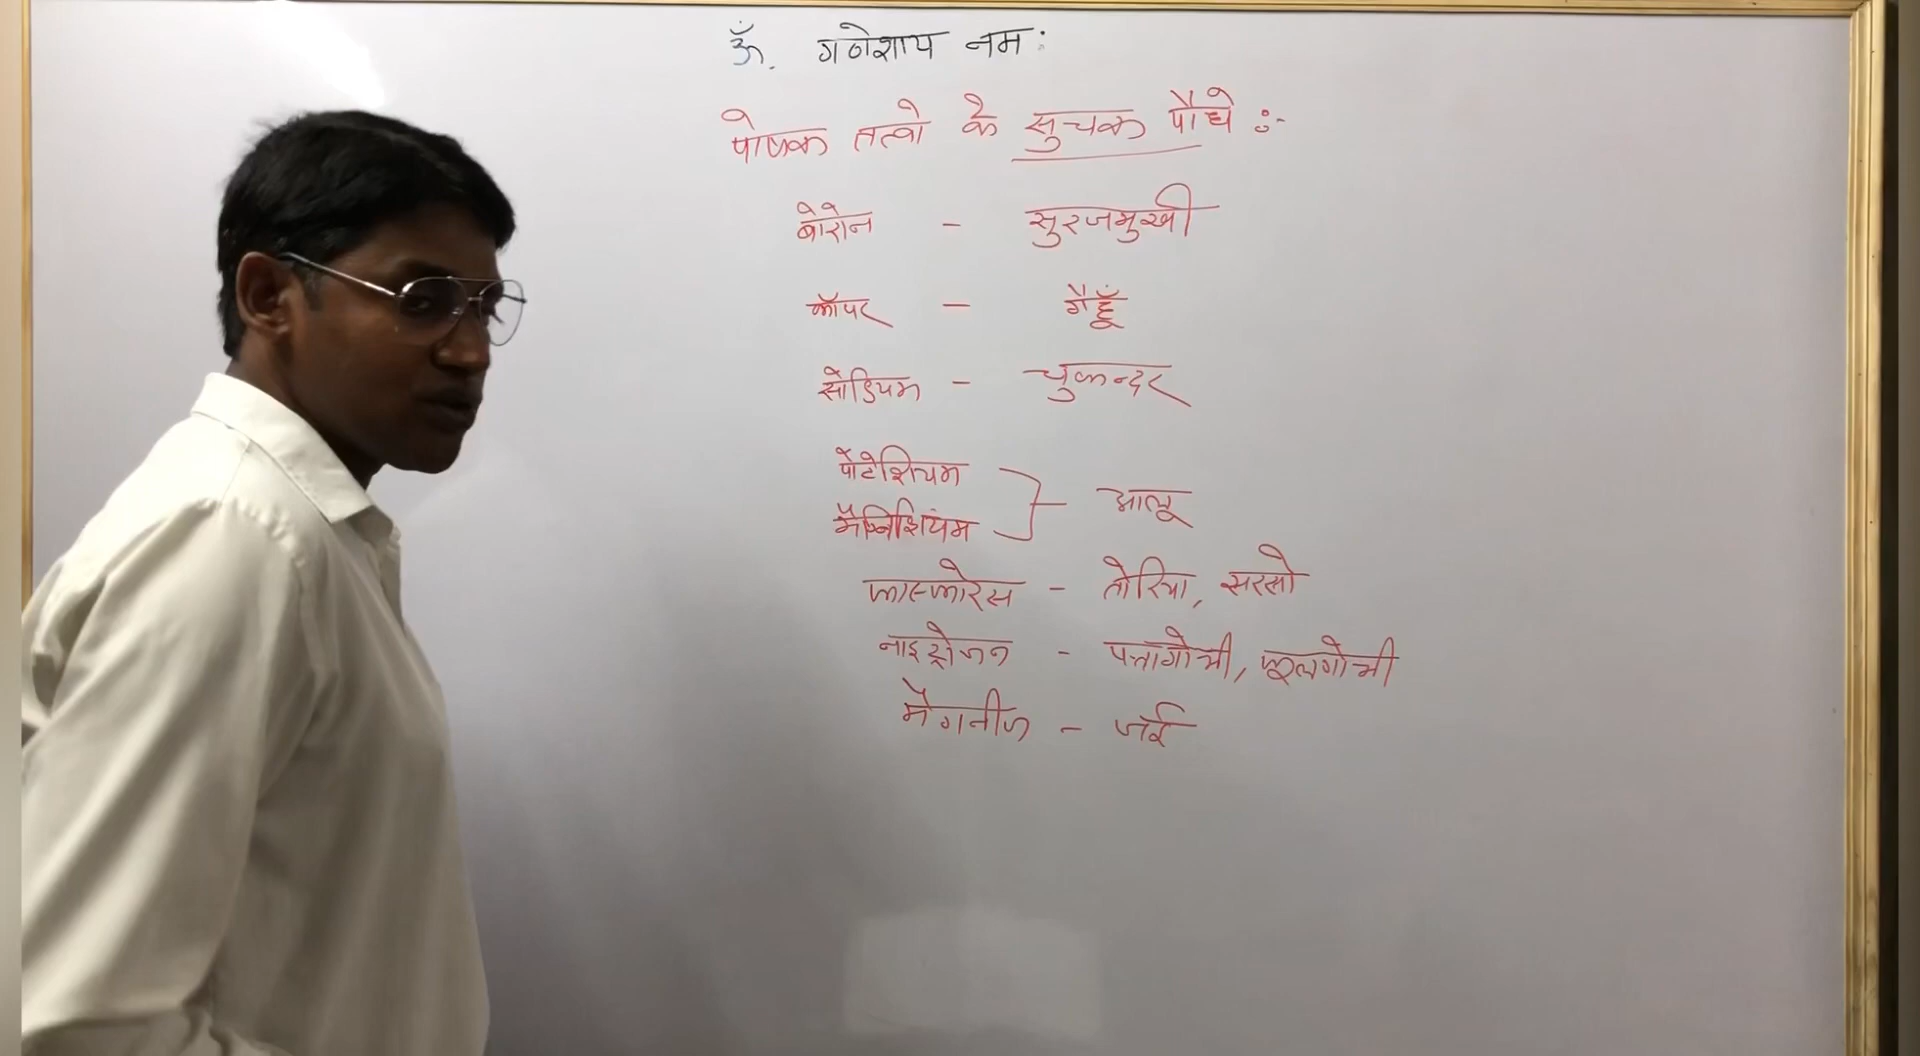 ॐ. गणेशाय नम:
पोषक तत्वो के सुचक पौधे :-
बोरोन - सुरजमुखी
कॉपर - गैहूँ
सोडियम - चुकन्दर
पोटेशियम
मैग्निशियम } - आलू
फास्फोरेस - तोरिया, सरसो
नाइट्रोजन - पत्तागोभी, फूलगोभी
मैगनीज - जई